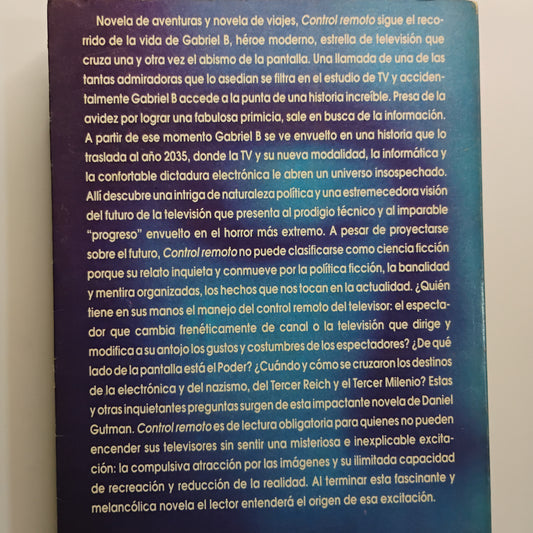 Novela de aventuras y novela de viajes, Control remoto sigue el reco-
rrido de la vida de Gabriel B, héroe moderno, estrella de televisión que
cruza una y otra vez el abismo de la pantalla. Una llamada de una de las
tantas admiradoras que lo asedian se filtra en el estudio de TV y acciden-
talmente Gabriel B accede a la punta de una historia increíble. Presa de la
avidez por lograr una fabulosa primicia, sale en busca de la información.
A partir de ese momento Gabriel B se ve envuelto en una historia que lo
traslada al año 2035, donde la TV y su nueva modalidad, la informática y
la confortable dictadura electrónica le abren un universo insospechado.
Allí descubre una intriga de naturaleza política y una estremecedora visión
del futuro de la televisión que presenta al prodigio técnico y al imparable
“progreso” envuelto en el horror más extremo. A pesar de proyectarse
sobre el futuro, Control remoto no puede clasificarse como ciencia ficción
porque su relato inquieta y conmueve por la política ficción, la banalidad
y mentira organizadas, los hechos que nos tocan en la actualidad. ¿Quién
tiene en sus manos el manejo del control remoto del televisor: el especta-
dor que cambia frenéticamente de canal o la televisión que dirige y
modifica a su antojo los gustos y costumbres de los espectadores? ¿De qué
lado de la pantalla está el Poder? ¿Cuándo y cómo se cruzaron los destinos
de la electrónica y del nazismo, del Tercer Reich y el Tercer Milenio? Estas
y otras inquietantes preguntas surgen de esta impactante novela de Daniel
Gutman. Control remoto es de lectura obligatoria para quienes no pueden
encender sus televisores sin sentir una misteriosa e inexplicable excita-
ción: la compulsiva atracción por las imágenes y su ilimitada capacidad
de recreación y reducción de la realidad. Al terminar esta fascinante y
melancólica novela el lector entenderá el origen de esa excitación.